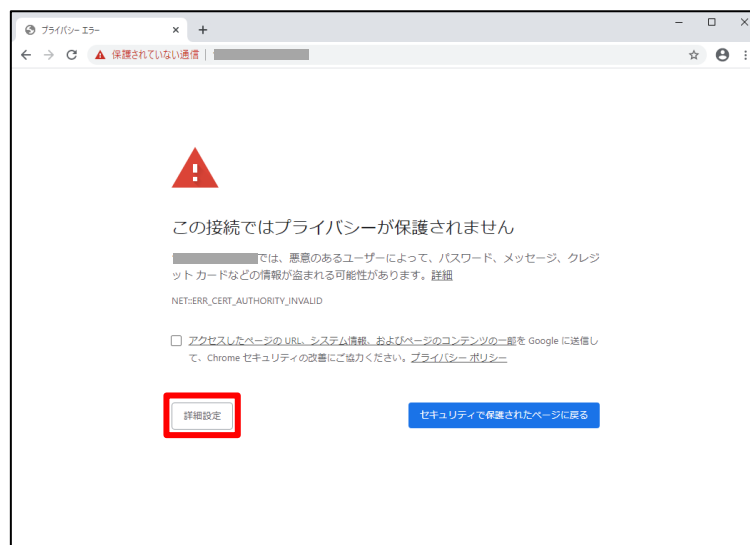 プライバシー エラー
保護されていない通信
この接続ではプライバシーが保護されません
では、悪意のあるユーザーによって、パスワード、メッセージ、クレジ
ット カードなどの情報が盗まれる可能性があります。詳細
NET::ERR_CERT_AUTHORITY_INVALID
アクセスしたページの URL、システム情報、およびページのコンテンツの一部を Google に送信し
て、Chrome セキュリティの改善にご協力ください。プライバシー ポリシー
詳細設定
セキュリティで保護されたページに戻る